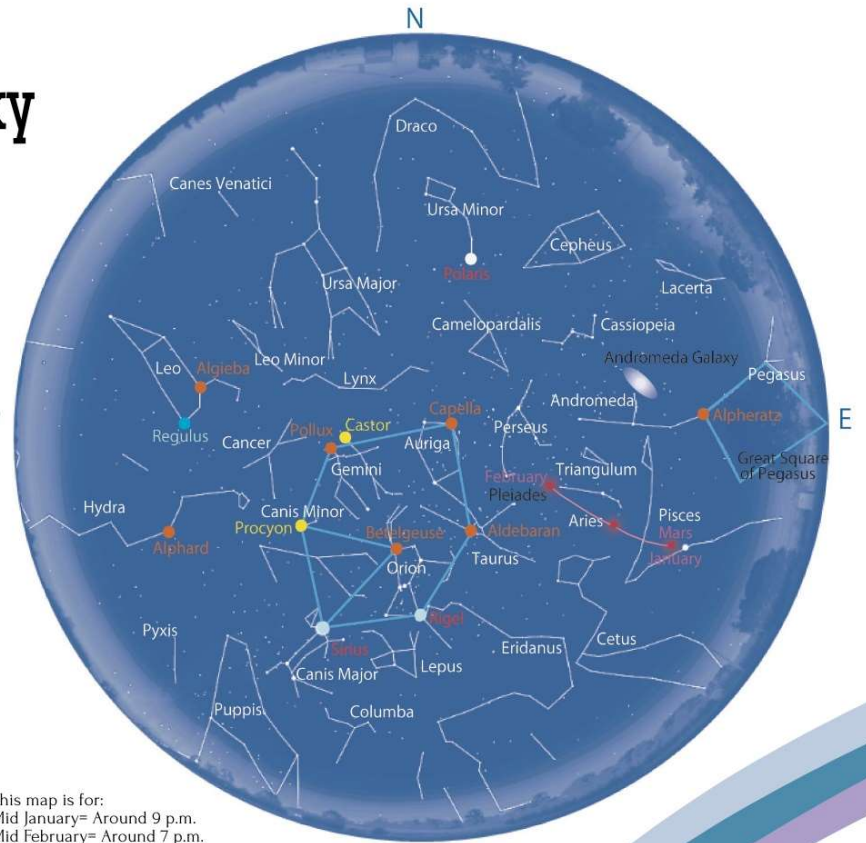 N
xy
Draco
Canes Venatici
Ursa Minor
Cepheus
Polaris
Ursa Major
Lacerta
Camelopardalis
Cassiopeia
Leo
Algieba
Leo Minor
Andromeda Galaxy
Lynx
Pegasus
Andromeda
Capella
Alpheratz
E
Regulus
Castor
Pollux
Cancer
Auriga
Perseus
Gemini
Great Square
of Pegasus
February
Triangulum
Pleiades
Hydra
Canis Minor
Procyon
Betelgeuse
Aldebaran
Aries
Pisces
Mars
January
Alphard
Orion
Taurus
Rigel
Pyxis
Sirius
Eridanus
Cetus
Lepus
Canis Major
Puppis
Columba
his map is for:
Mid January= Around 9 p.m.
Mid February= Around 7 p.m.